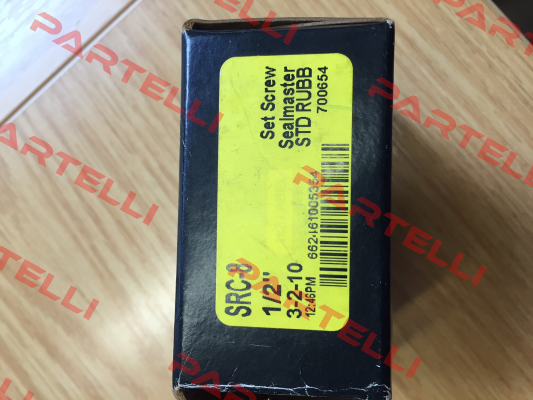 SRC-8
1/2"
3-2-10
12:46PM
Set Screw
Sealmaster
STD RUBB
700654
PARTELLI
PARTELLI
PARTELLI
PARTELLI
PARTELLI
PARTELLI